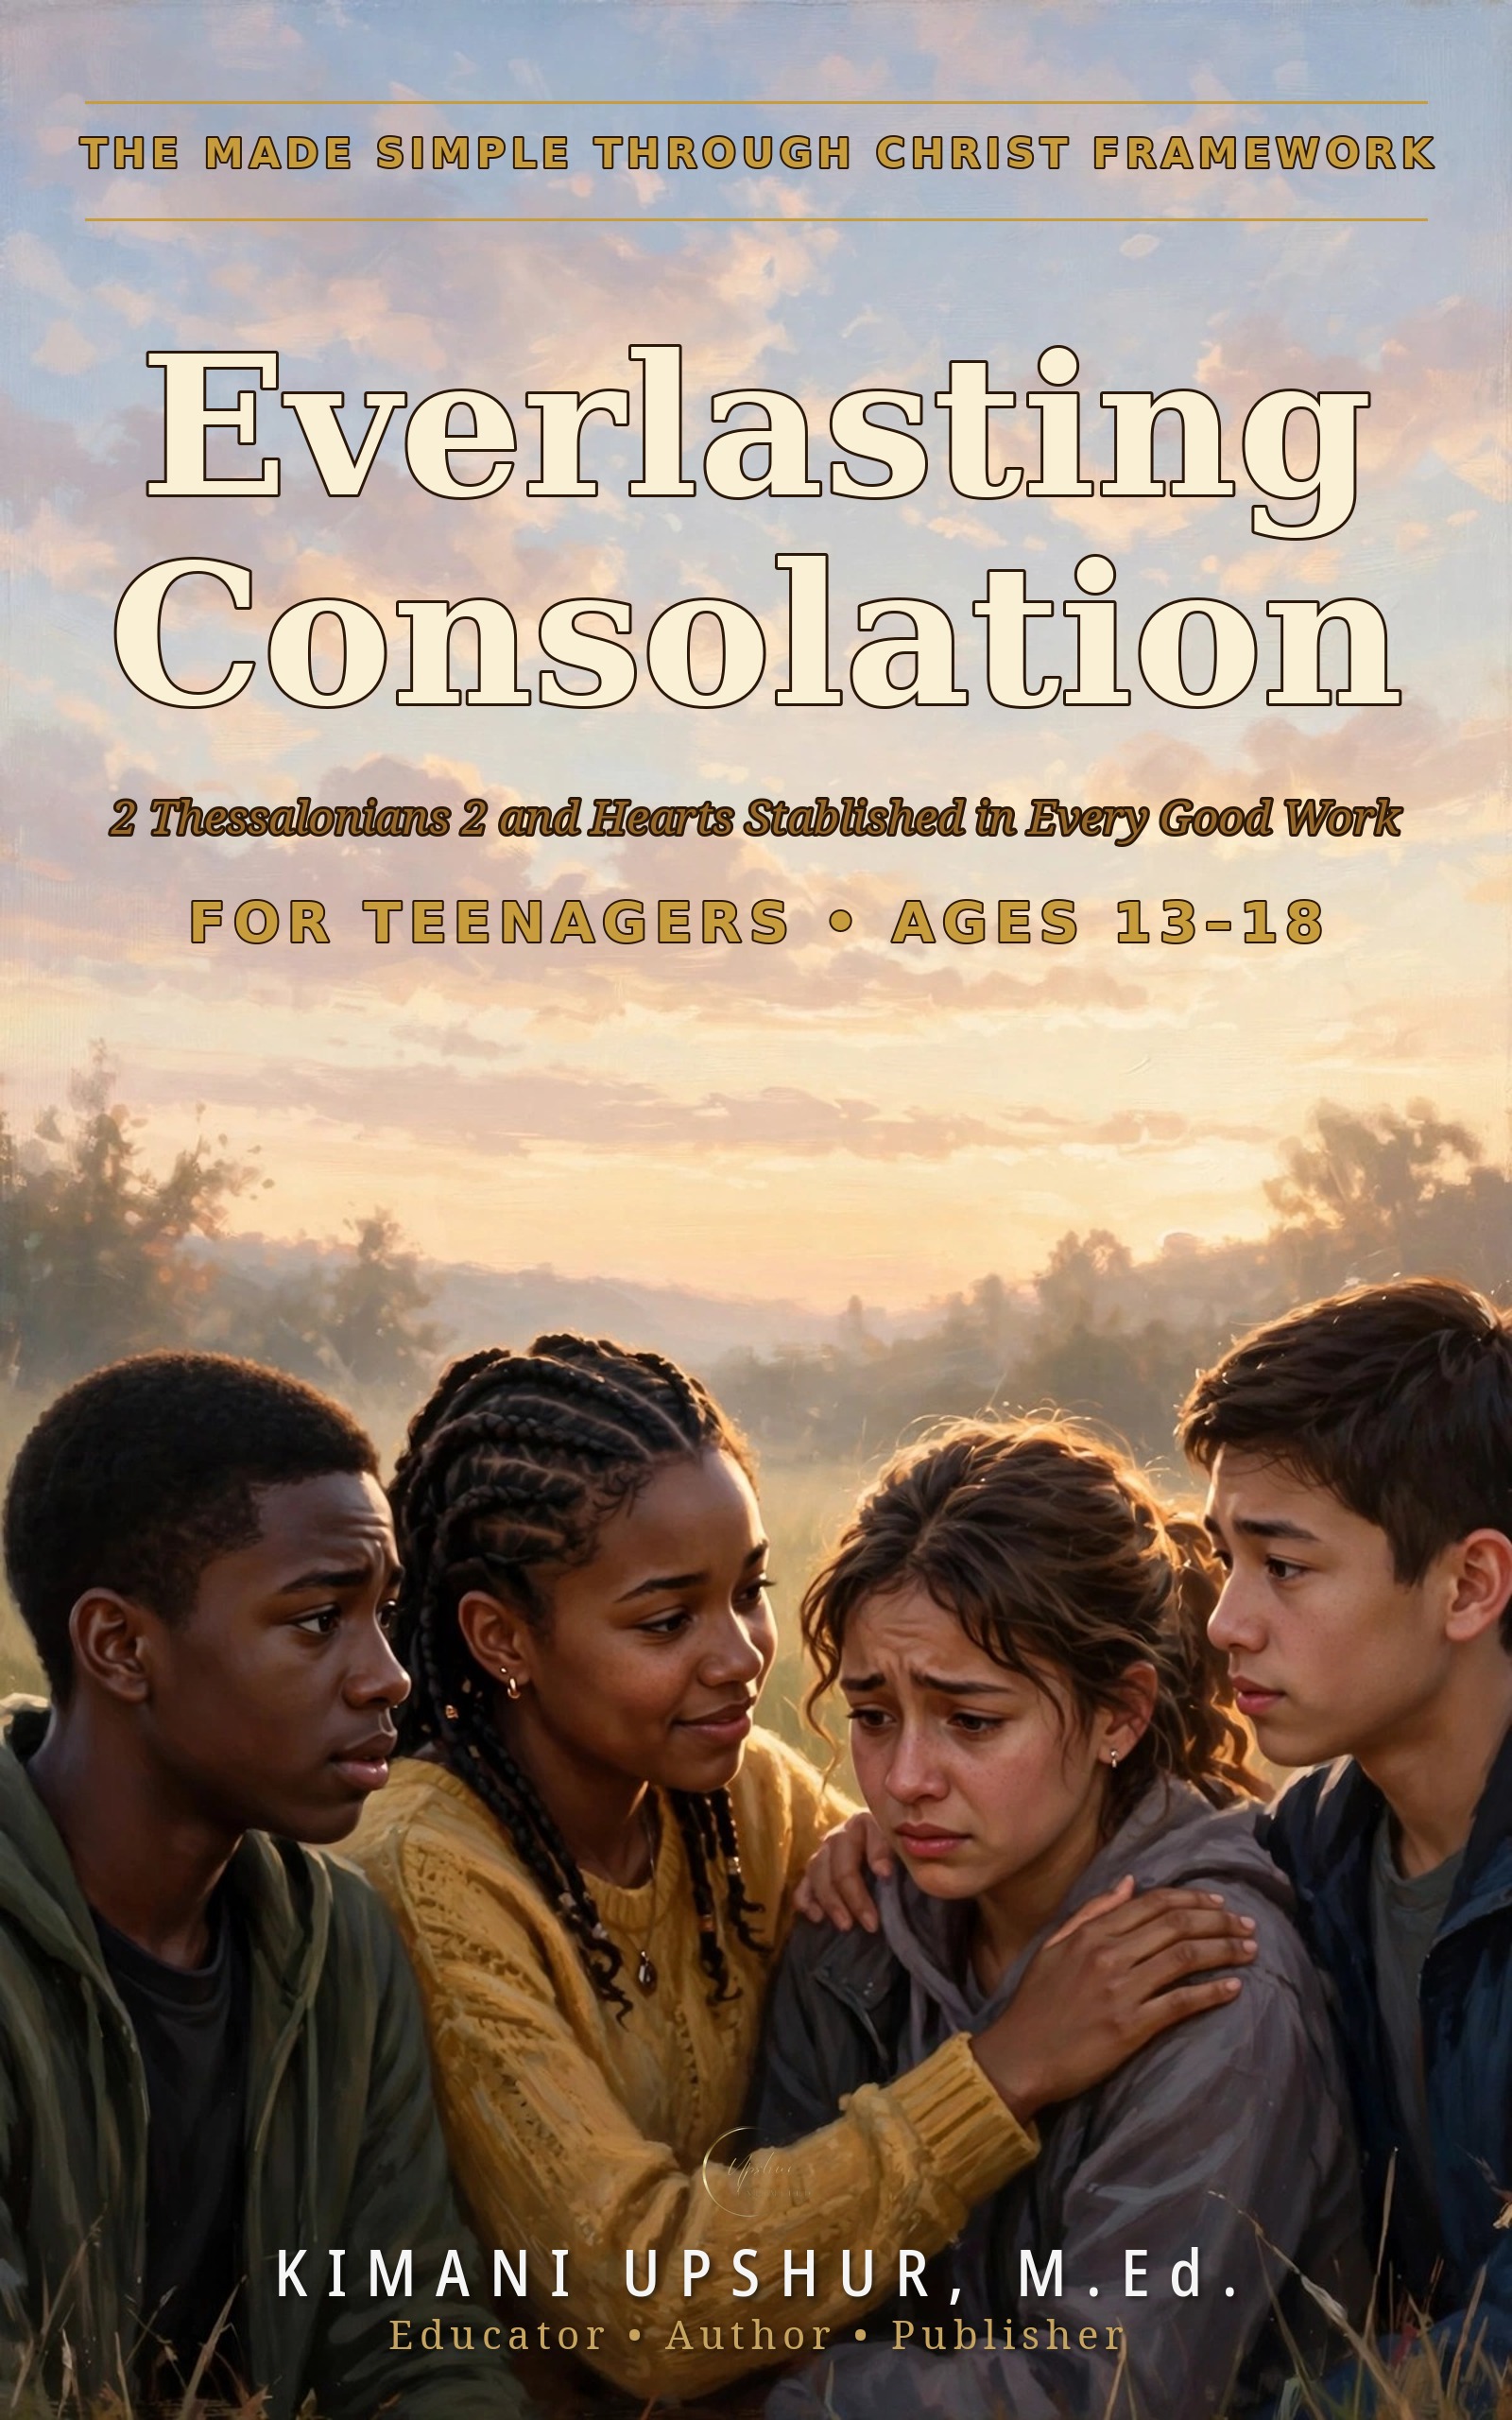 THE MADE SIMPLE THROUGH CHRIST FRAMEWORK
Everlasting
Consolation
2 Thessalonians 2 and Hearts Stablished in Every Good Work
FOR TEENAGERS • AGES 13–18
Upshur
KIMANI UPSHUR, M.Ed.
Educator • Author • Publisher